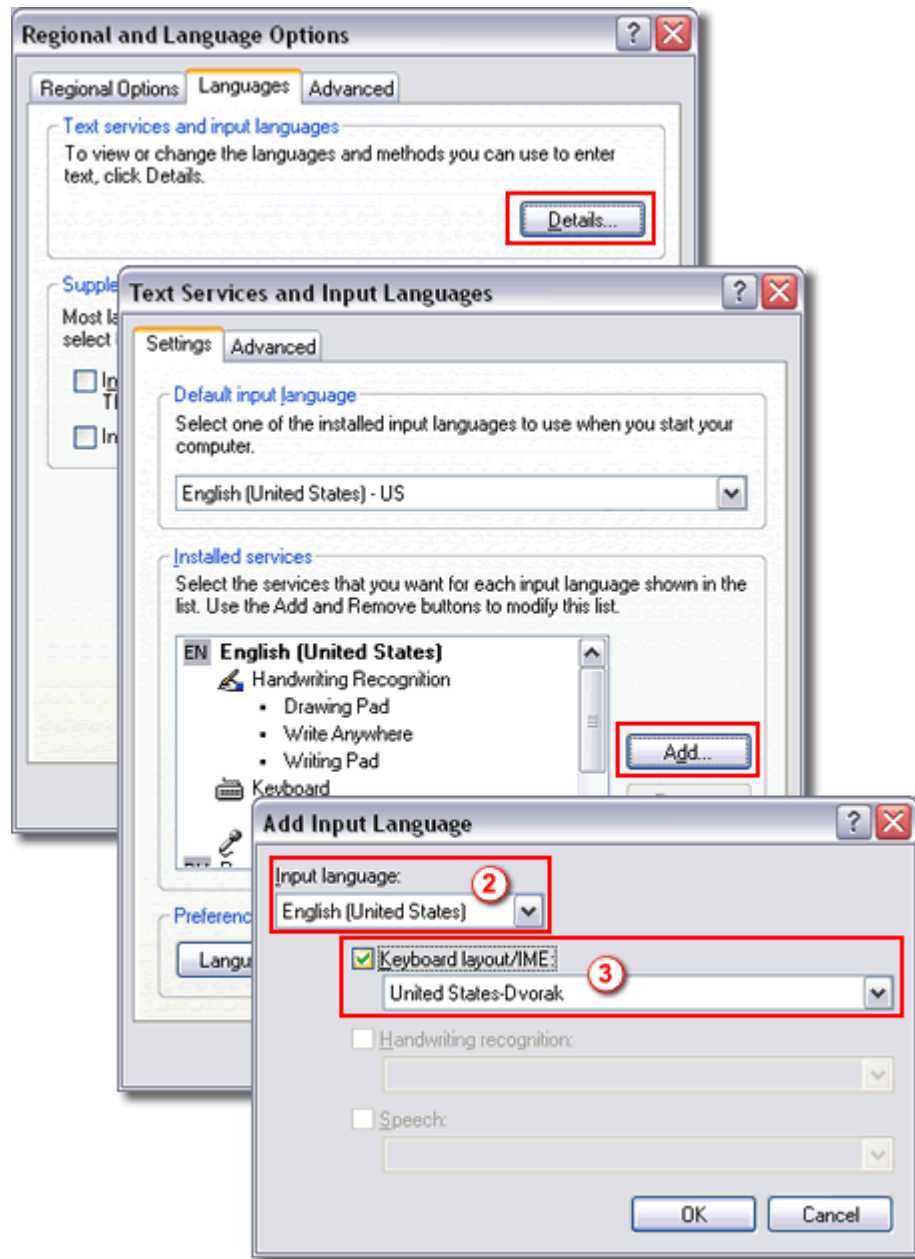 Regional and Language Options
Regional Options Languages Advanced
Text services and input languages
To view or change the languages and methods you can use to enter
text, click Details.
Details...
Text Services and Input Languages
Most
select
Settings Advanced
Default input language
Select one of the installed input languages to use when you start your
computer.
English (United States) - US
Installed services
Select the services that you want for each input language shown in the
list. Use the Add and Remove buttons to modify this list.
EN English (United States)
Handwriting Recognition
• Drawing Pad
• Write Anywhere
• Writing Pad
Add...
Keyboard
Add Input Language
Input language:
2
English (United States)
Keyboard layout/IME:
3
United States-Dvorak
Handwriting recognition:
Speech:
OK Cancel